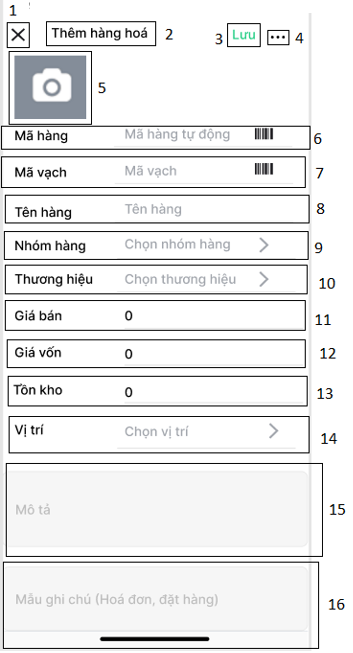 1
Thêm hàng hoá 2 3 Lưu ... 4
5
Mã hàng Mã hàng tự động 6
Mã vạch Mã vạch 7
Tên hàng Tên hàng 8
Nhóm hàng Chọn nhóm hàng 9
Thương hiệu Chọn thương hiệu 10
Giá bán 0 11
Giá vốn 0 12
Tồn kho 0 13
Vị trí Chọn vị trí 14
Mô tả 15
Mẫu ghi chú (Hoá đơn, đặt hàng) 16